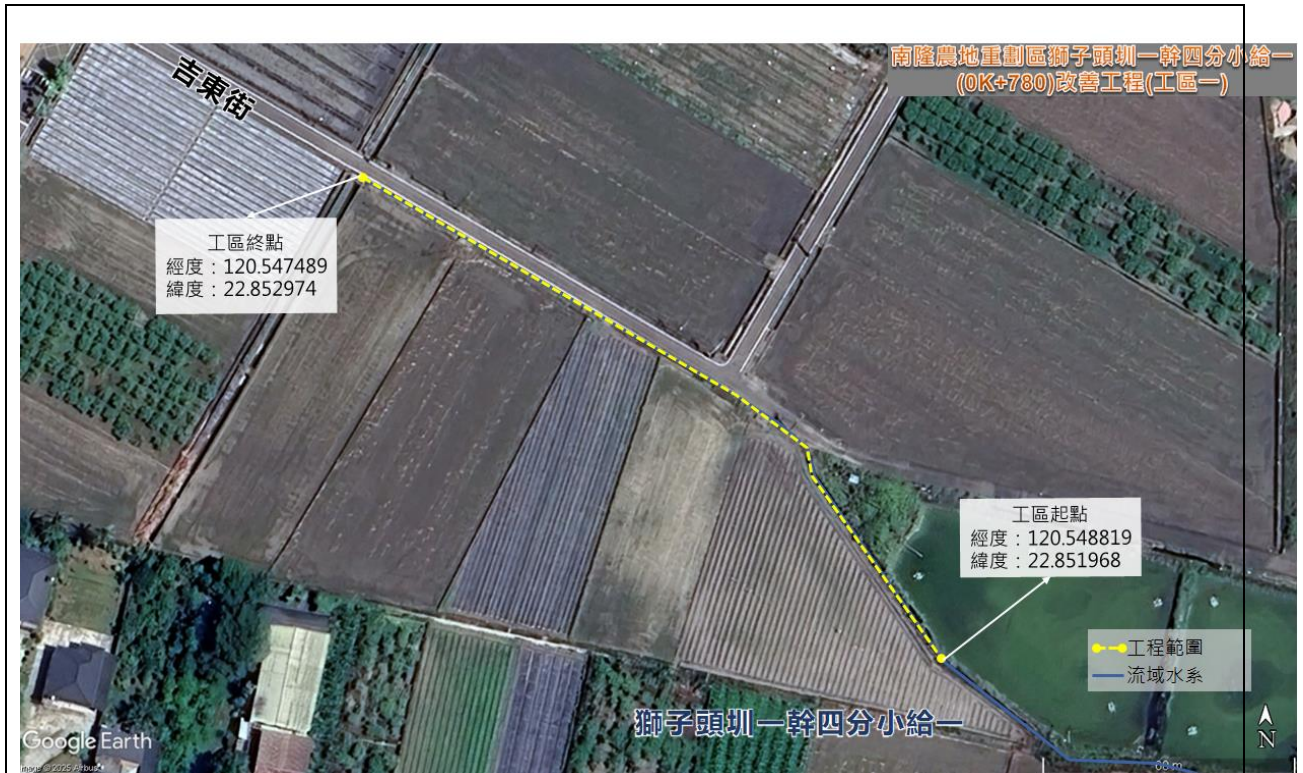 南隆農地重劃區獅子頭圳一幹四分小給一
(0K+780)改善工程(工區一)
吉東街
工區終點
經度：120.547489
緯度：22.852974
工區起點
經度：120.548819
緯度：22.851968
工程範圍
流域水系
獅子頭圳一幹四分小給一
N
Google Earth